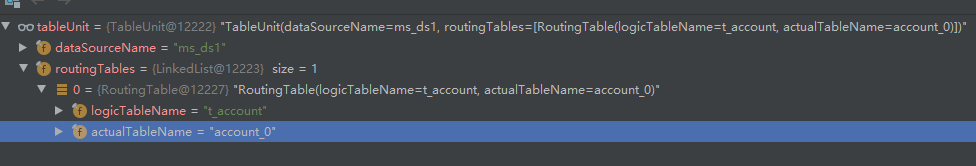 tableUnit = {TableUnit@12222} "TableUnit(dataSourceName=ms_ds1, routingTables=[RoutingTable(logicTableName=t_account, actualTableName=account_0)])"
f dataSourceName = "ms_ds1"
f routingTables = {LinkedList@12223} size = 1
0 = {RoutingTable@12227} "RoutingTable(logicTableName=t_account, actualTableName=account_0)"
f logicTableName = "t_account"
f actualTableName = "account_0"